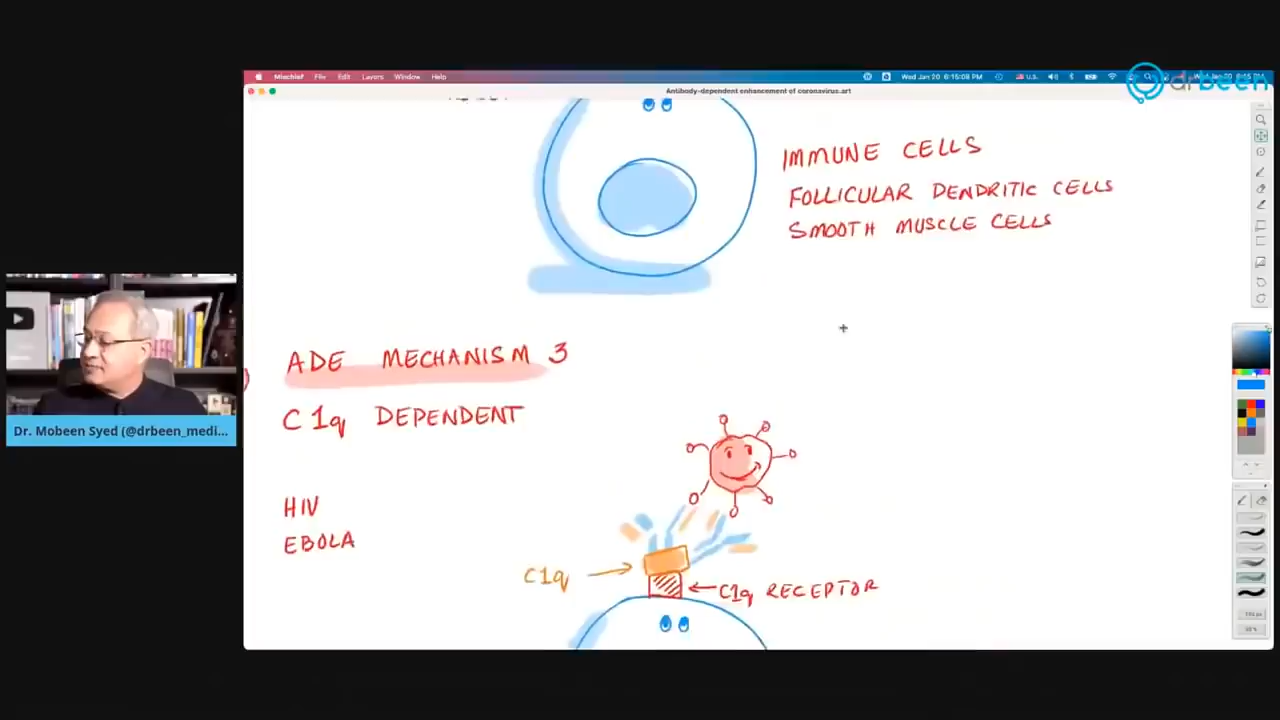 drbeen
Mischief File Edit Layers Window Help
U.S.
Antibody-dependent enhancement of coronavirus.art
IMMUNE CELLS
FOLLICULAR DENDRITIC CELLS
SMOOTH MUSCLE CELLS
ADE MECHANISM 3
C1q DEPENDENT
HIV
EBOLA
C1q
C1q RECEPTOR
Dr. Mobeen Syed (@drbeen_medi...